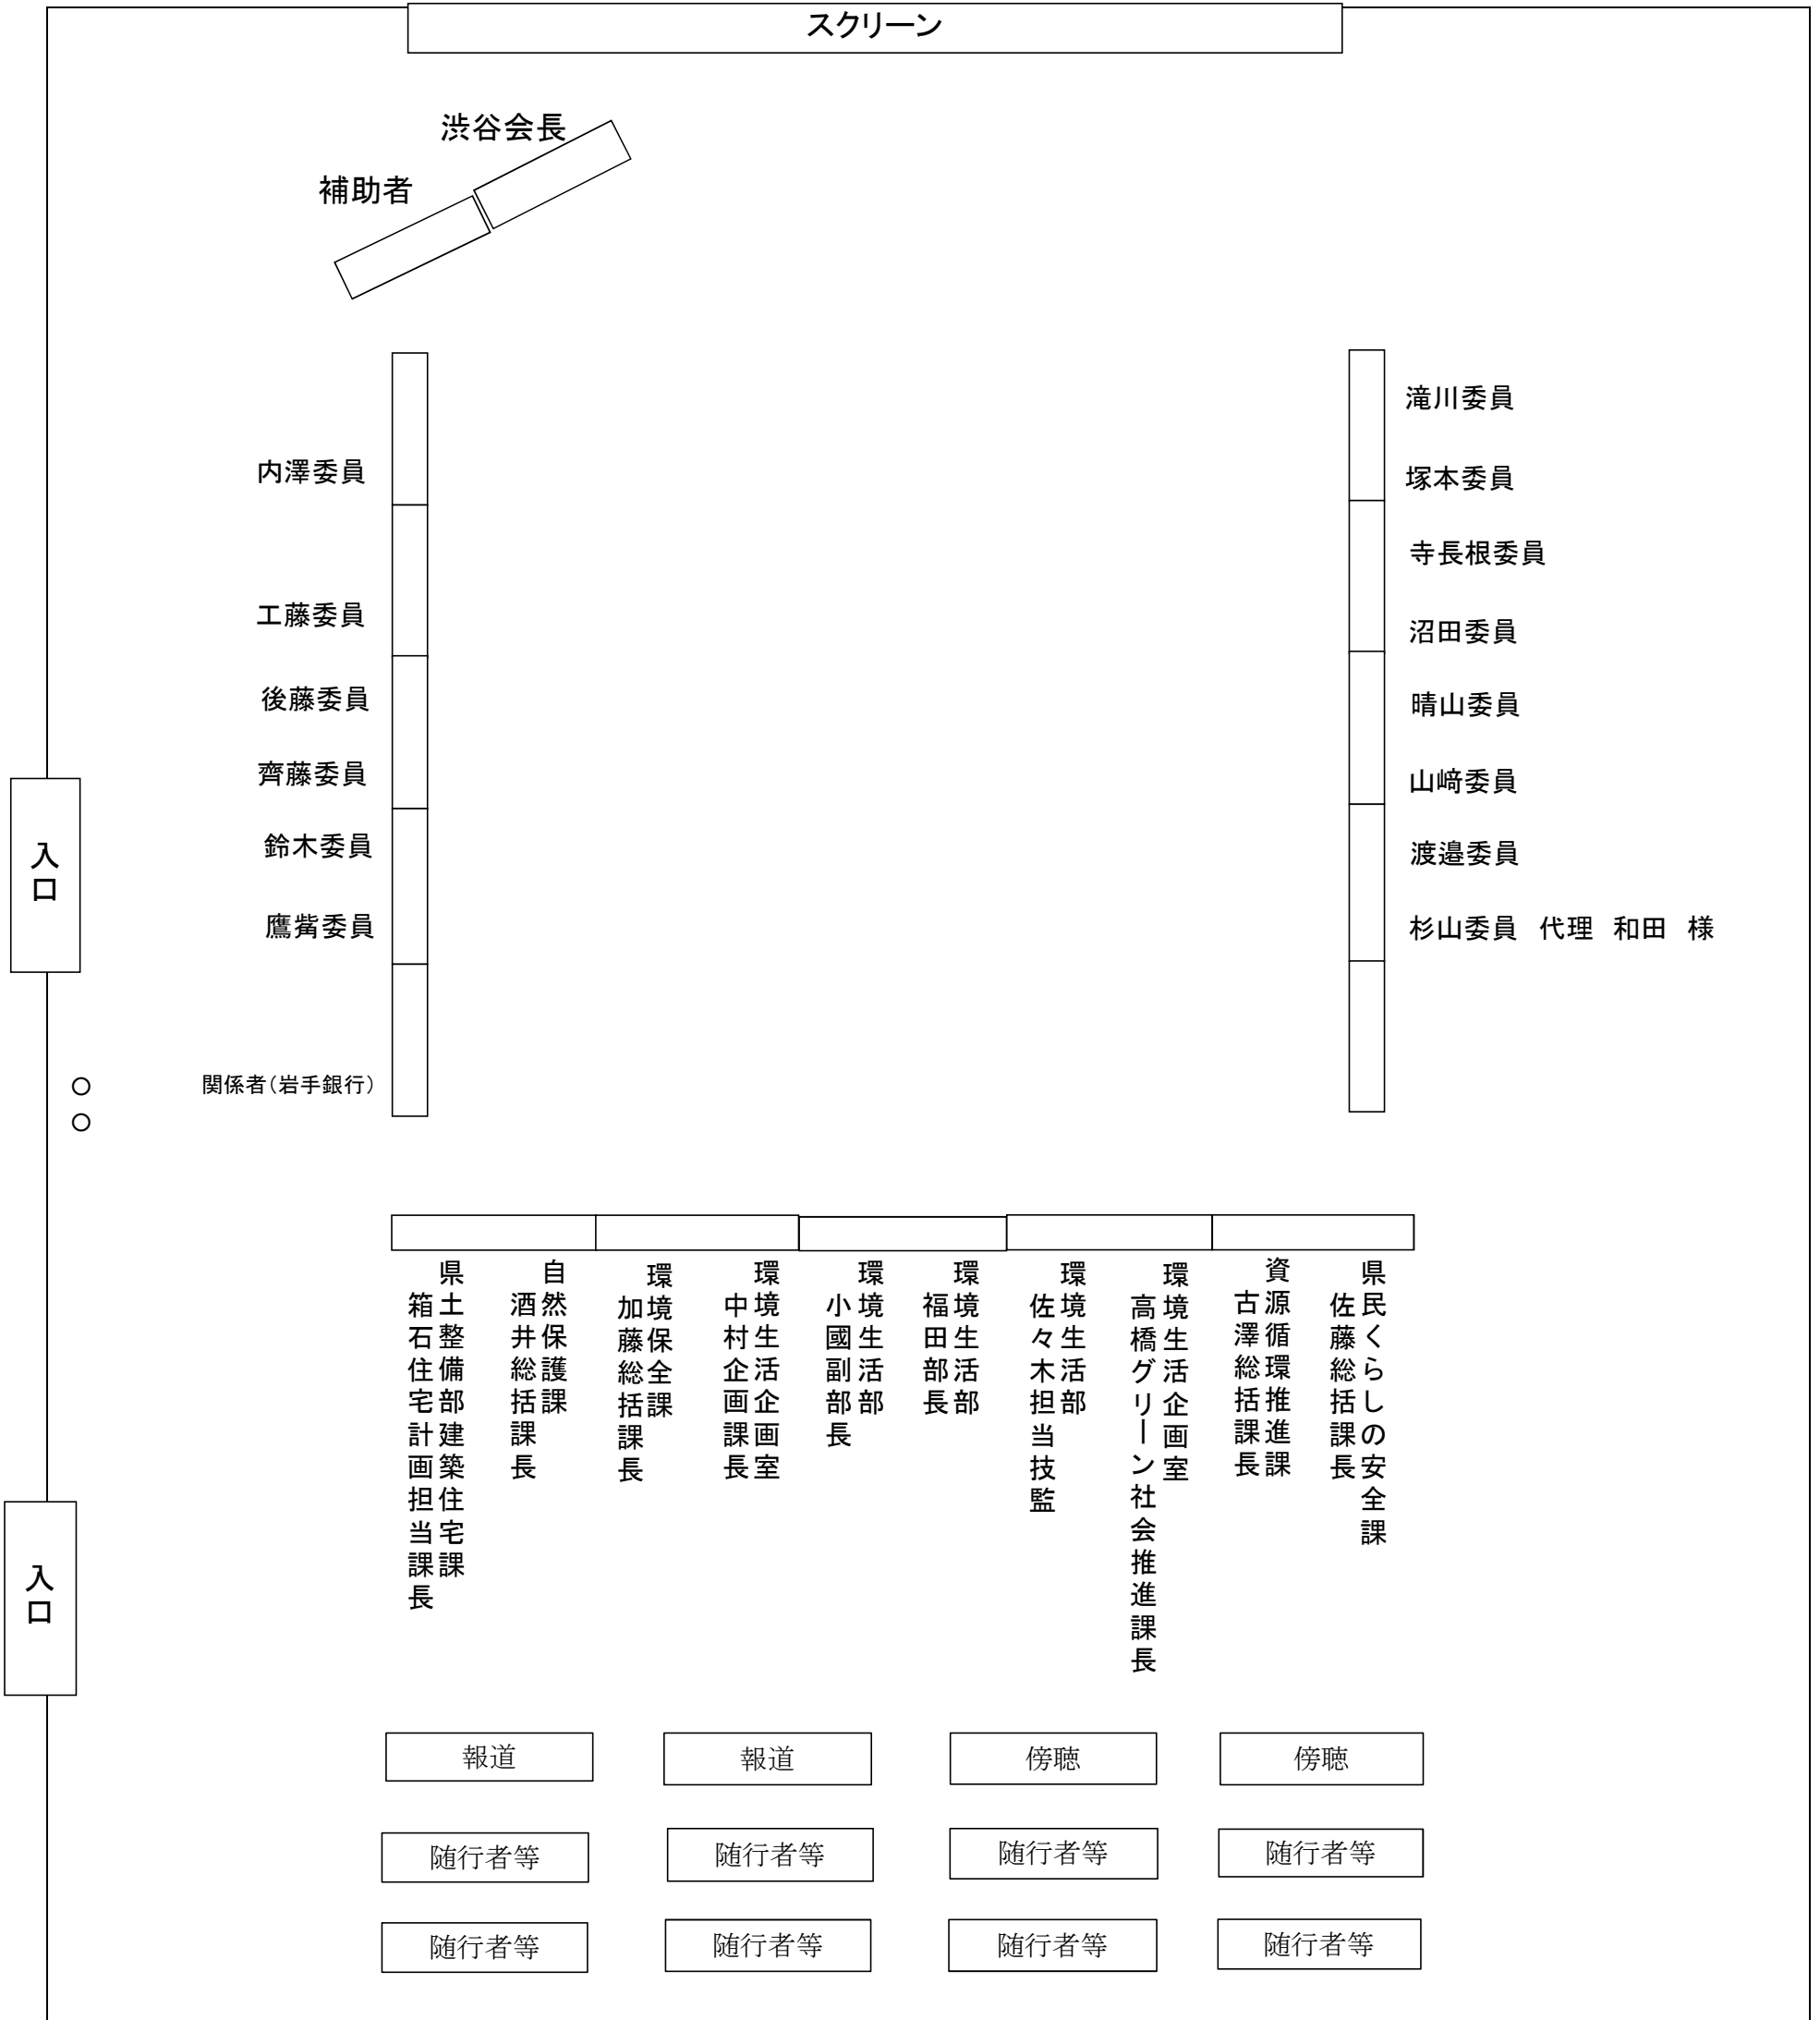 スクリーン
渋谷会長
補助者
内澤委員
工藤委員
後藤委員
齊藤委員
鈴木委員
鷹觜委員
関係者(岩手銀行)
滝川委員
塚本委員
寺長根委員
沼田委員
晴山委員
山﨑委員
渡邉委員
杉山委員　代理　和田　様
入口
○
○
入口
県土整備部建築住宅課
箱石住宅計画担当課長
自然保護課
酒井総括課長
環境保全課
加藤総括課長
環境生活企画室
中村企画課長
環境生活部
小國副部長
環境生活部
福田部長
環境生活部
佐々木担当技監
環境生活企画室
高橋グリーン社会推進課長
資源循環推進課
古澤総括課長
県民くらしの安全課
佐藤総括課長
報道
報道
傍聴
傍聴
随行者等
随行者等
随行者等
随行者等
随行者等
随行者等
随行者等
随行者等